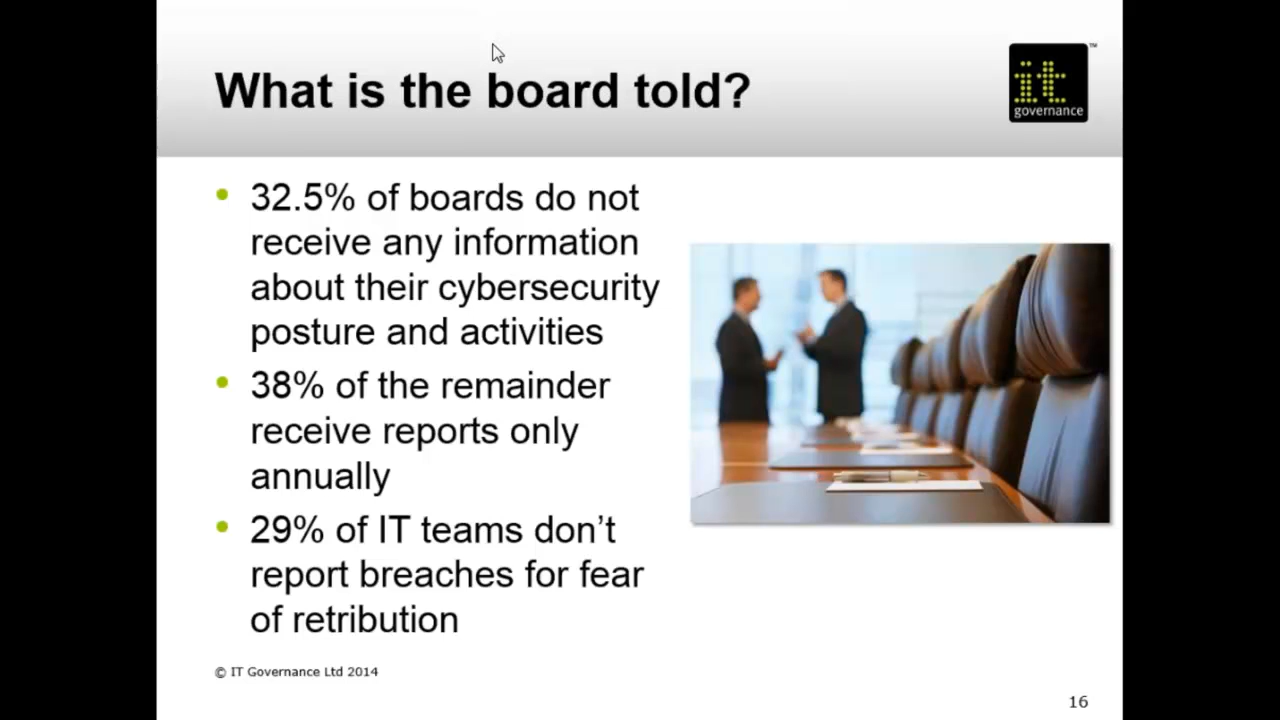 What is the board told?
it
governance
™
• 32.5% of boards do not
receive any information
about their cybersecurity
posture and activities
• 38% of the remainder
receive reports only
annually
• 29% of IT teams don’t
report breaches for fear
of retribution
© IT Governance Ltd 2014
16